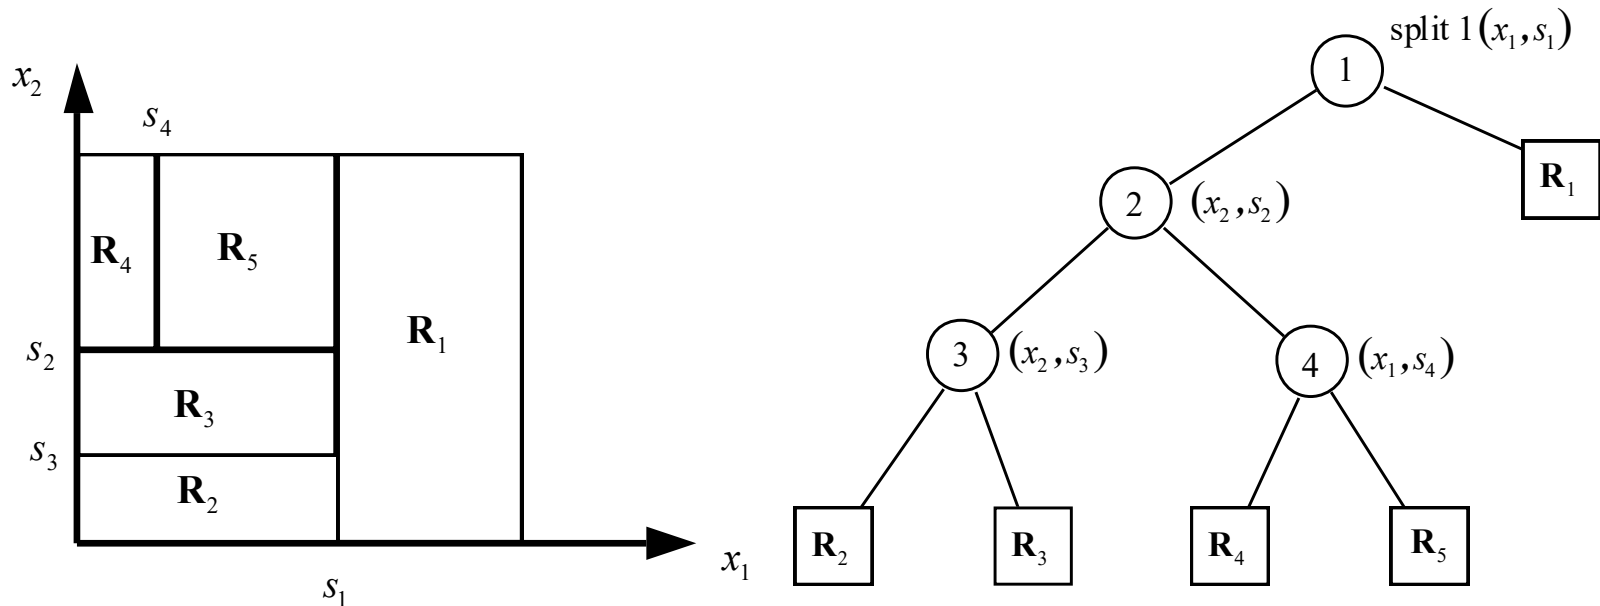 x₂
s₄
R₄
R₅
R₁
s₂
R₃
s₃
R₂
x₁
s₁
split 1 (x₁, s₁)
1
R₁
2
(x₂, s₂)
3
(x₂, s₃)
4
(x₁, s₄)
R₂
R₃
R₄
R₅